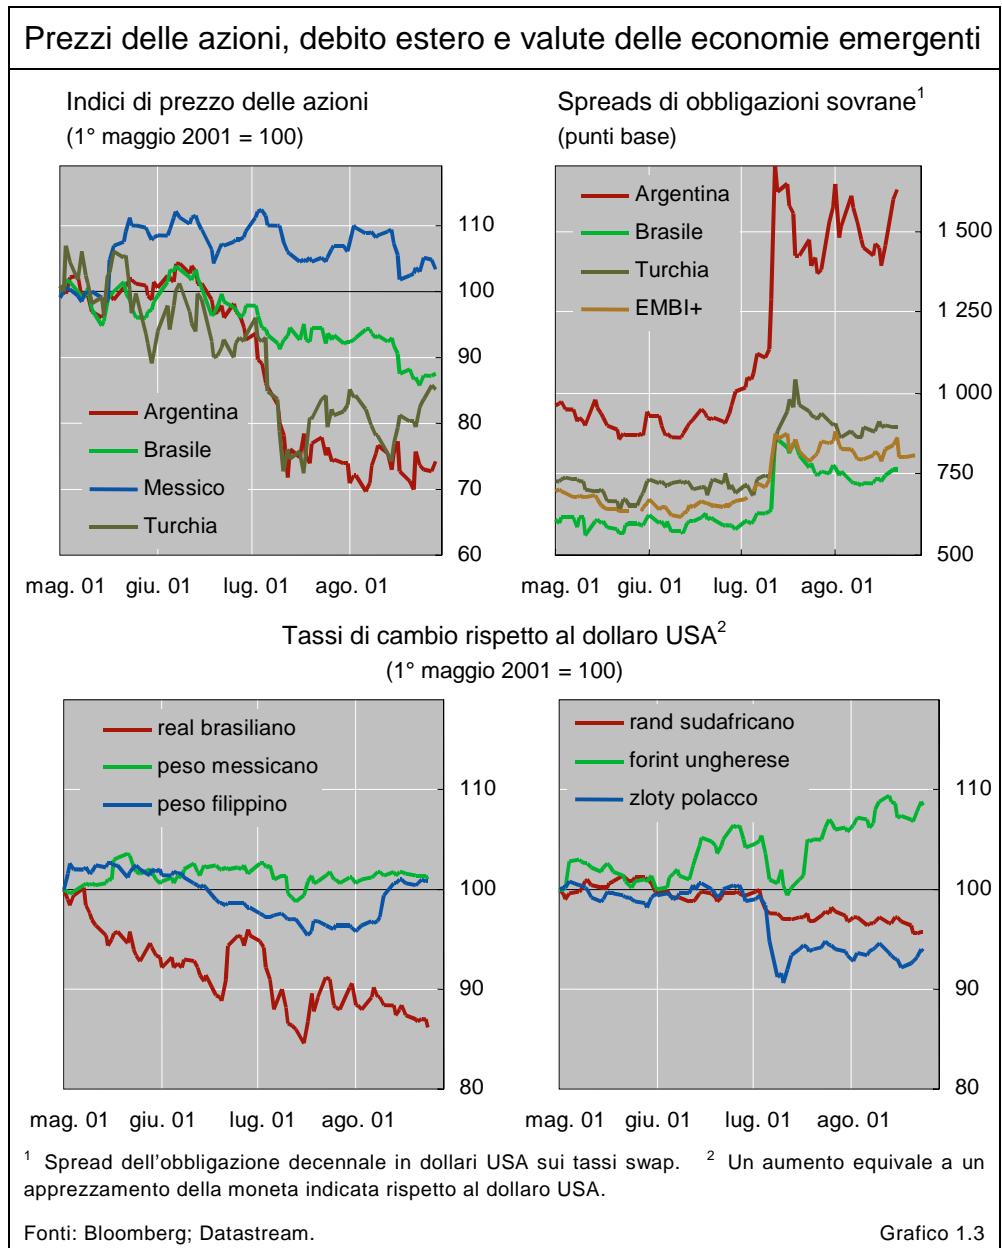 Prezzi delle azioni, debito estero e valute delle economie emergenti
Indici di prezzo delle azioni
(1° maggio 2001 = 100)
110
100
90
80
70
60
Argentina
Brasile
Messico
Turchia
mag. 01 giu. 01 lug. 01 ago. 01
Spreads di obbligazioni sovrane¹
(punti base)
Argentina
Brasile
Turchia
EMBI+
1 500
1 250
1 000
750
500
mag. 01 giu. 01 lug. 01 ago. 01
Tassi di cambio rispetto al dollaro USA²
(1° maggio 2001 = 100)
real brasiliano
peso messicano
peso filippino
110
100
90
80
mag. 01 giu. 01 lug. 01 ago. 01
rand sudafricano
forint ungherese
zloty polacco
110
100
90
80
mag. 01 giu. 01 lug. 01 ago. 01
¹ Spread dell'obbligazione decennale in dollari USA sui tassi swap. ² Un aumento equivale a un
apprezzamento della moneta indicata rispetto al dollaro USA.
Fonti: Bloomberg; Datastream. Grafico 1.3